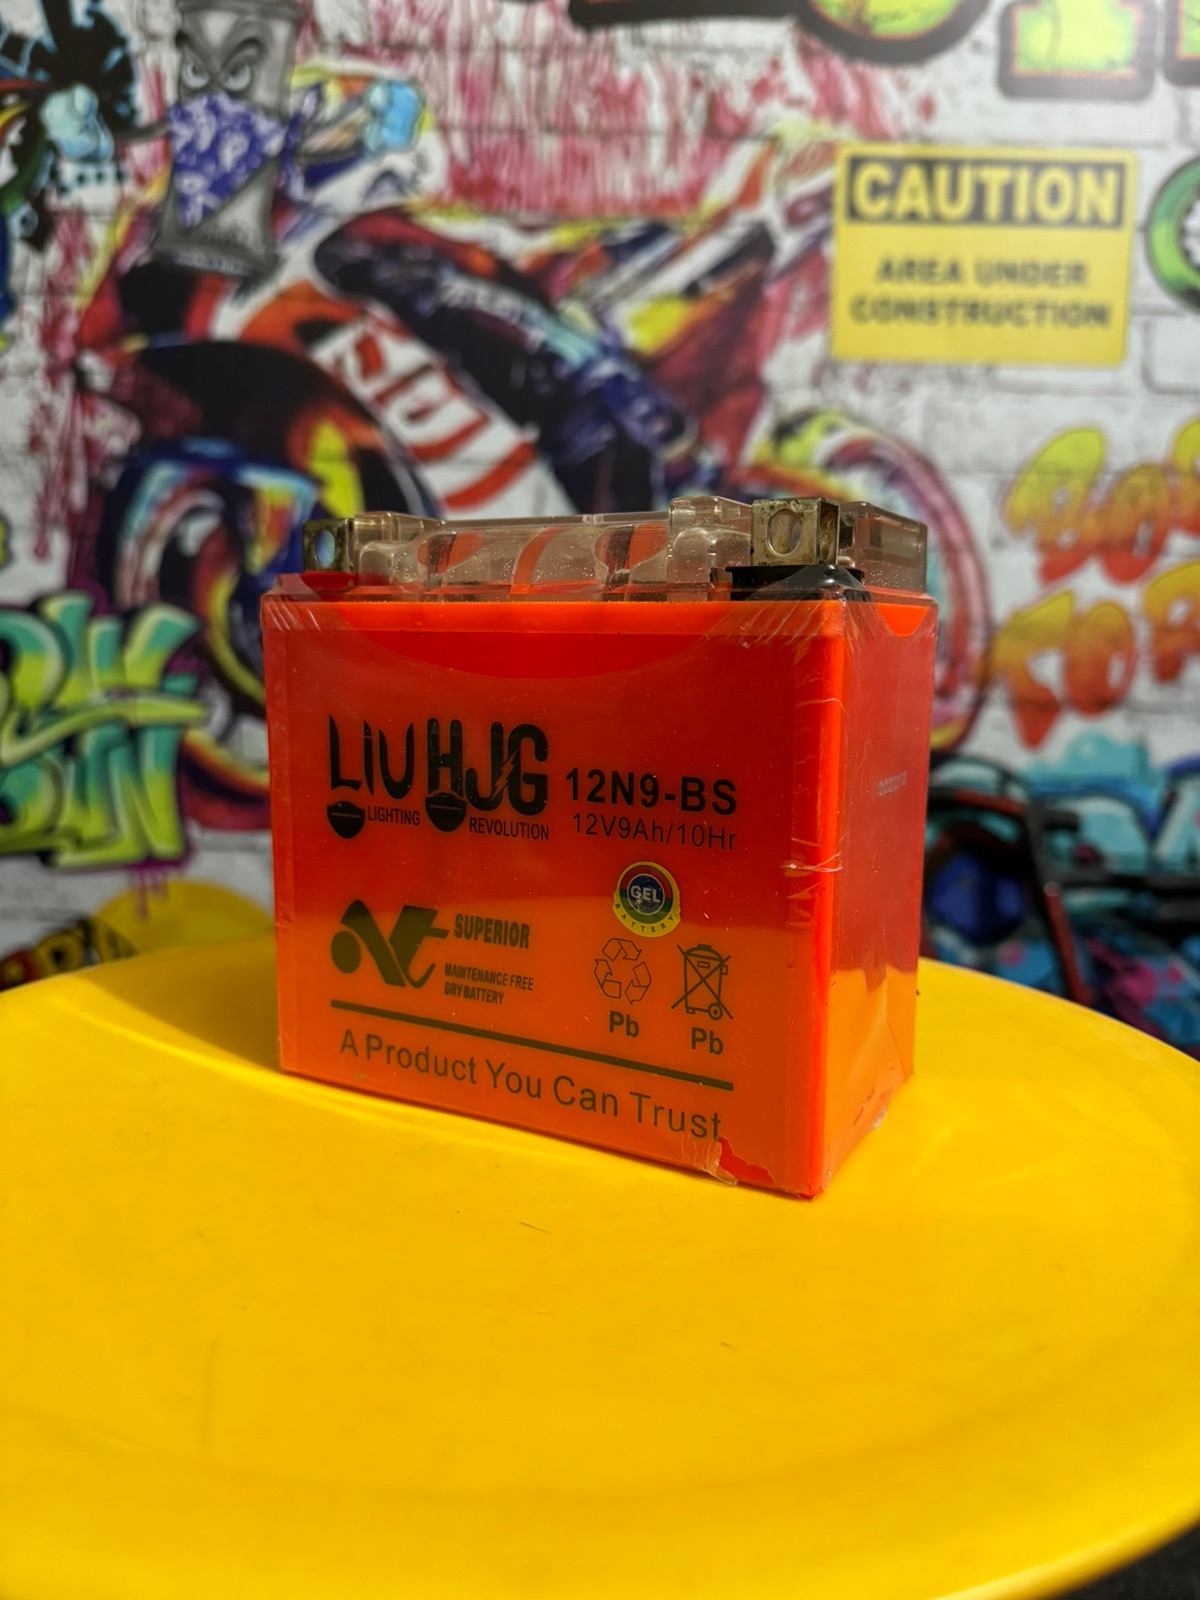 CAUTION
AREA UNDER
CONSTRUCTION
LiU HJG
LIGHTING
REVOLUTION
12N9-BS
12V9Ah/10Hr
GEL
BATTERY
SUPERIOR
MAINTENANCE FREE
DRY BATTERY
Pb
Pb
A Product You Can Trust